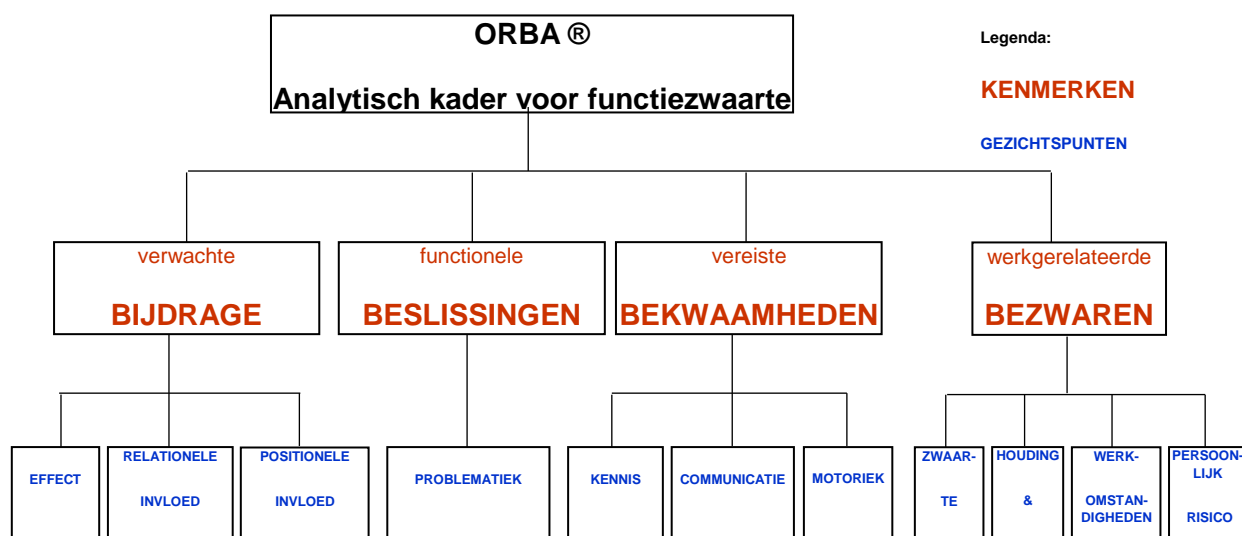 ORBA ®
Analytisch kader voor functiezwaarte
Legenda:
KENMERKEN
GEZICHTSPUNTEN
verwachte
BIJDRAGE
functionele
BESLISSINGEN
vereiste
BEKWAAMHEDEN
werkgerelateerde
BEZWAREN
EFFECT
RELATIONELE
INVLOED
POSITIONELE
INVLOED
PROBLEMATIEK
KENNIS
COMMUNICATIE
MOTORIEK
ZWAAR-
TE
HOUDING
&
WERK-
OMSTAN-
DIGHEDEN
PERSOON-
LIJK
RISICO